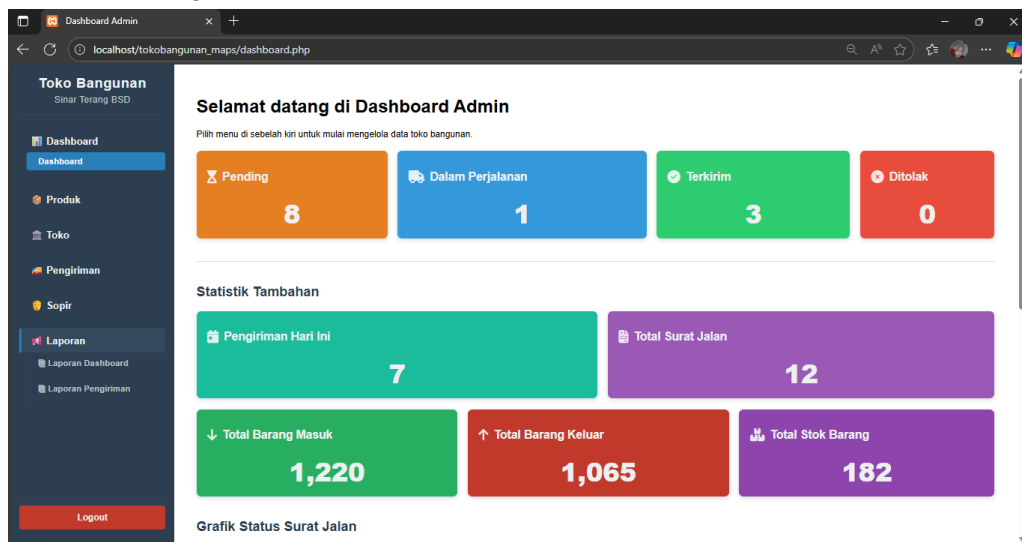 Dashboard Admin
localhost/tokobangunan_maps/dashboard.php
Toko Bangunan
Sinar Terang BSD
Dashboard
Dashboard
Produk
Toko
Pengiriman
Sopir
Laporan
Laporan Dashboard
Laporan Pengiriman
Logout
Selamat datang di Dashboard Admin
Pilih menu di sebelah kiri untuk mulai mengelola data toko bangunan.
Pending
8
Dalam Perjalanan
1
Terkirim
3
Ditolak
0
Statistik Tambahan
Pengiriman Hari Ini
7
Total Surat Jalan
12
Total Barang Masuk
1,220
Total Barang Keluar
1,065
Total Stok Barang
182
Grafik Status Surat Jalan